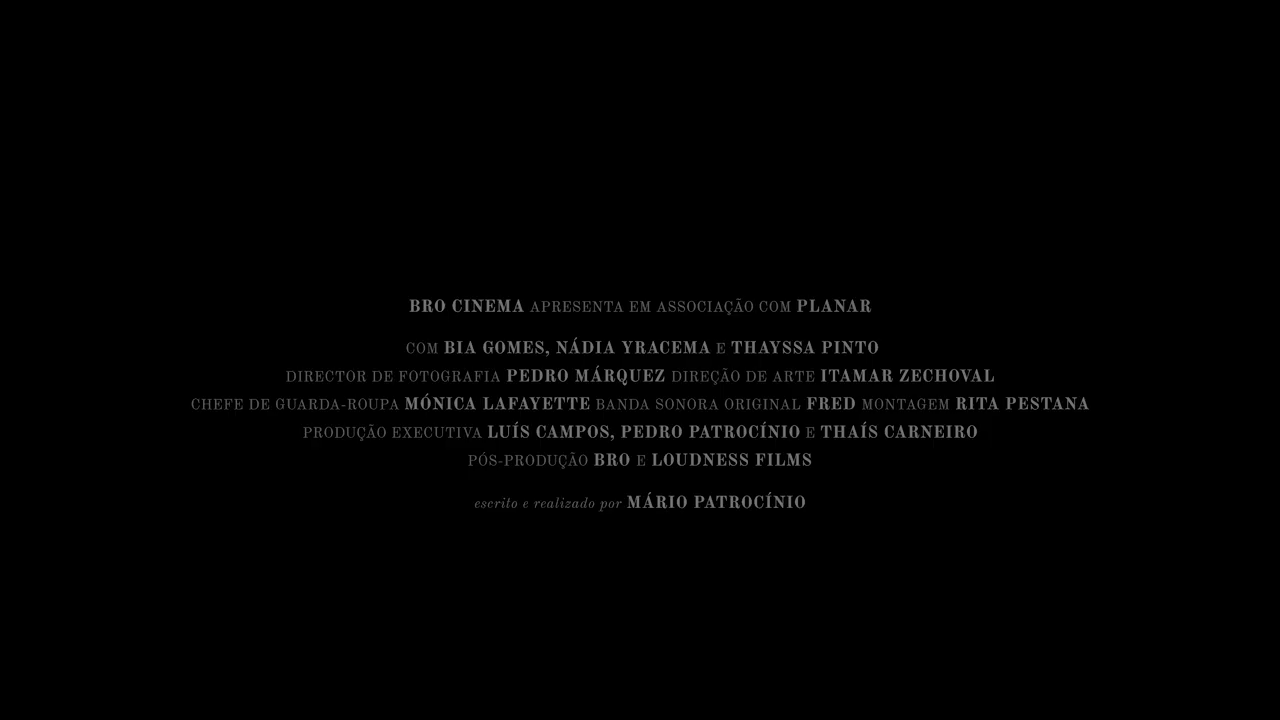 BRO CINEMA APRESENTA EM ASSOCIAÇÃO COM PLANAR
COM BIA GOMES, NÁDIA YRACEMA E THAYSSA PINTO
DIRECTOR DE FOTOGRAFIA PEDRO MÁRQUEZ DIREÇÃO DE ARTE ITAMAR ZECHOVAL
CHEFE DE GUARDA-ROUPA MÓNICA LAFAYETTE BANDA SONORA ORIGINAL FRED MONTAGEM RITA PESTANA
PRODUÇÃO EXECUTIVA LUÍS CAMPOS, PEDRO PATROCÍNIO E THAÍS CARNEIRO
PÓS-PRODUÇÃO BRO E LOUDNESS FILMS
escrito e realizado por MÁRIO PATROCÍNIO